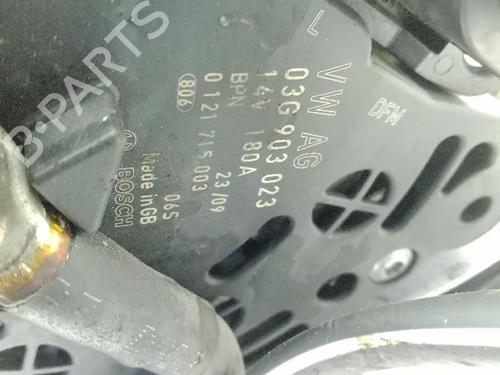 L VW AG DFM
03G 903 023
14V 180A
BPN 23/09
0 121 715 003
806
06S
Made in GB
BOSCH
B-PARTS